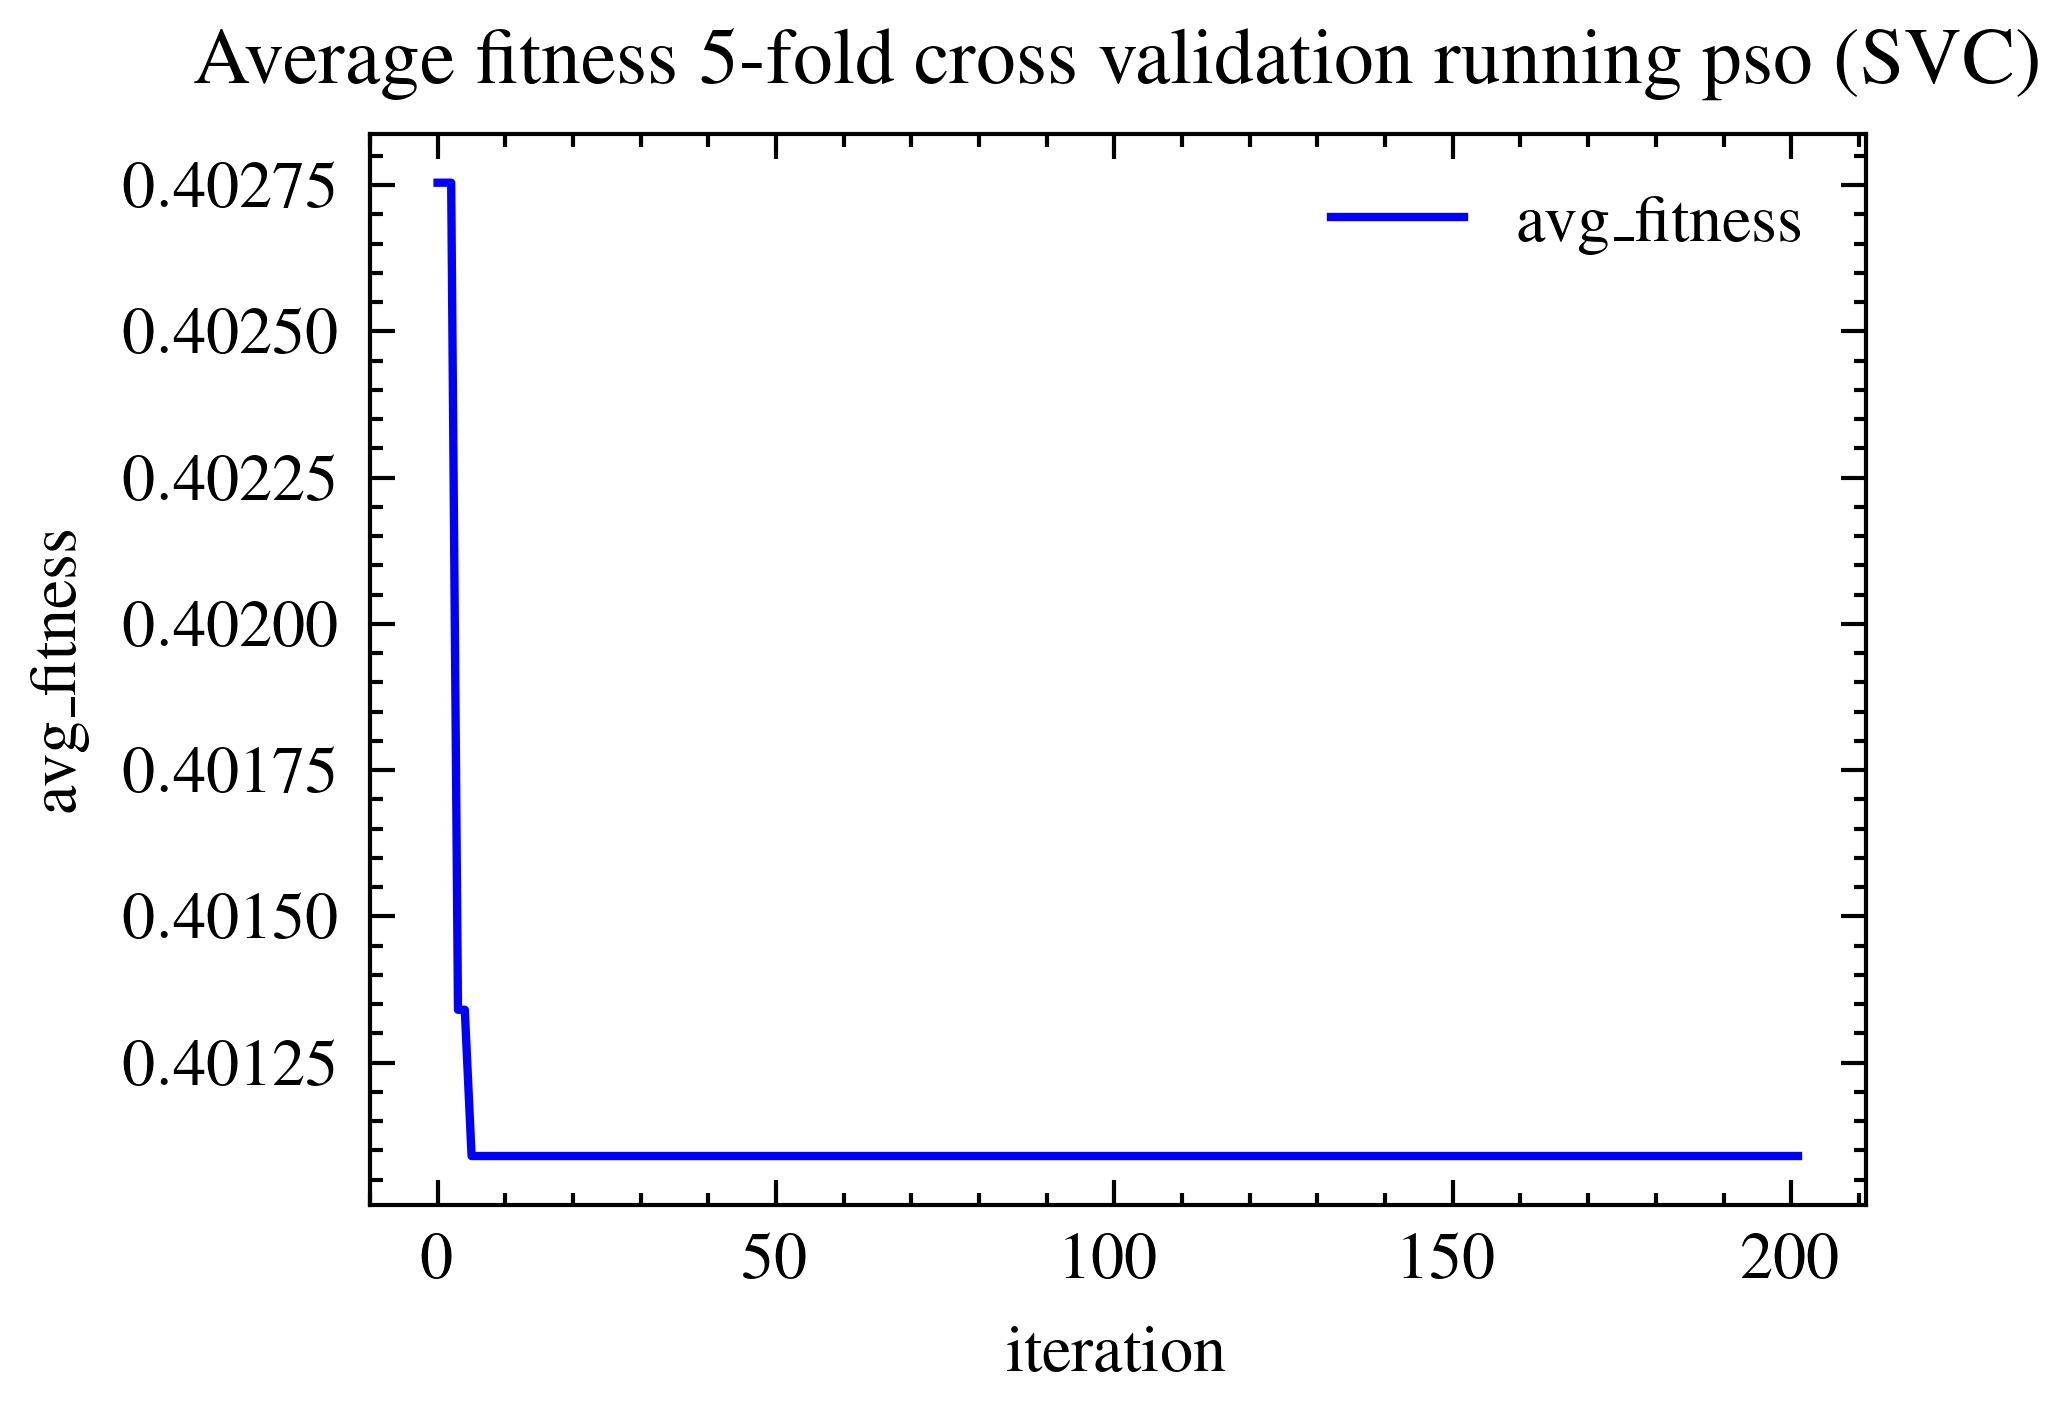 Average fitness 5-fold cross validation running pso (SVC)
avg_fitness
0.40275
0.40250
0.40225
0.40200
0.40175
0.40150
0.40125
avg_fitness
0 50 100 150 200
iteration